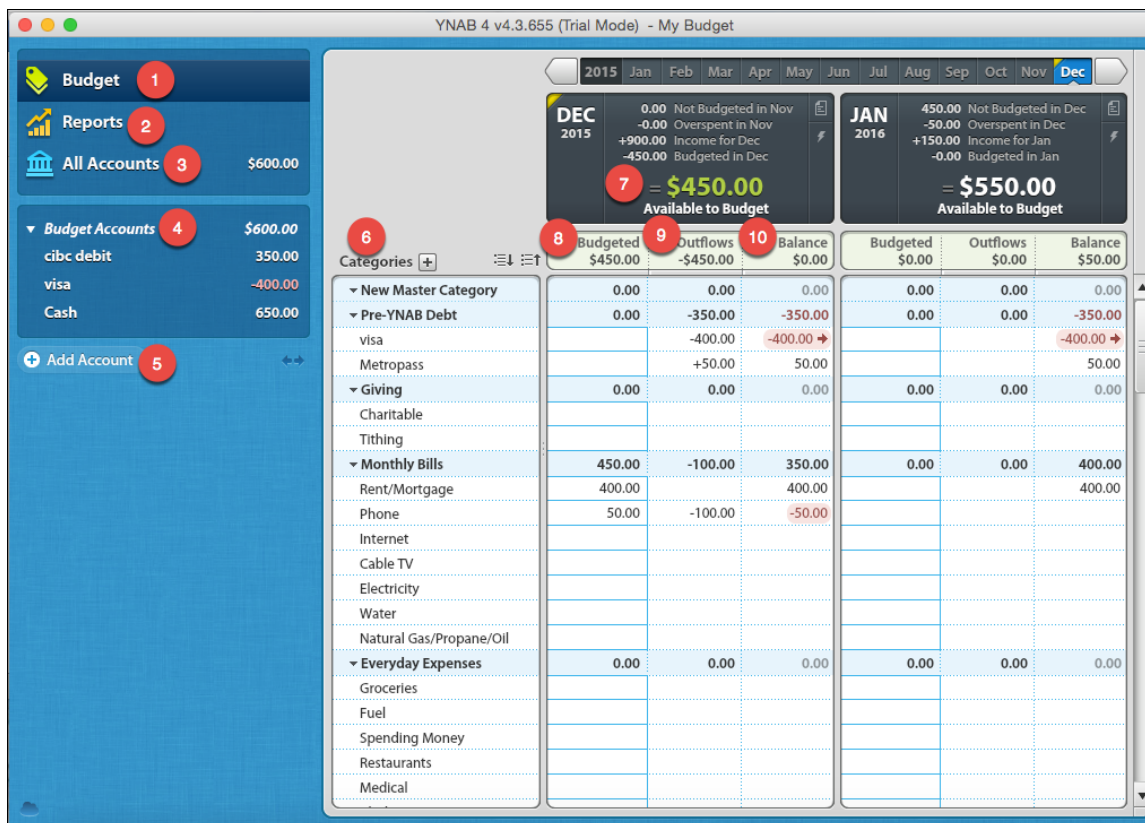 YNAB 4 v4.3.655 (Trial Mode) - My Budget
Budget 1
Reports 2
All Accounts 3 $600.00
Budget Accounts 4 $600.00
cibc debit 350.00
visa -400.00
Cash 650.00
Add Account 5
2015 Jan Feb Mar Apr May Jun Jul Aug Sep Oct Nov Dec
DEC 2015
0.00 Not Budgeted in Nov
-0.00 Overspent in Nov
+900.00 Income for Dec
-450.00 Budgeted in Dec
7 = $450.00
Available to Budget
JAN 2016
450.00 Not Budgeted in Dec
-50.00 Overspent in Dec
+150.00 Income for Jan
-0.00 Budgeted in Jan
= $550.00
Available to Budget
6
Categories
8 Budgeted 9 Outflows 10 Balance Budgeted Outflows Balance
$450.00 -$450.00 $0.00 $0.00 $0.00 $50.00
New Master Category 0.00 0.00 0.00 0.00 0.00 0.00
Pre-YNAB Debt 0.00 -350.00 -350.00 0.00 0.00 -350.00
visa -400.00 -400.00 -400.00
Metropass +50.00 50.00 50.00
Giving 0.00 0.00 0.00 0.00 0.00 0.00
Charitable
Tithing
Monthly Bills 450.00 -100.00 350.00 0.00 0.00 400.00
Rent/Mortgage 400.00 400.00 400.00
Phone 50.00 -100.00 -50.00
Internet
Cable TV
Electricity
Water
Natural Gas/Propane/Oil
Everyday Expenses 0.00 0.00 0.00 0.00 0.00 0.00
Groceries
Fuel
Spending Money
Restaurants
Medical